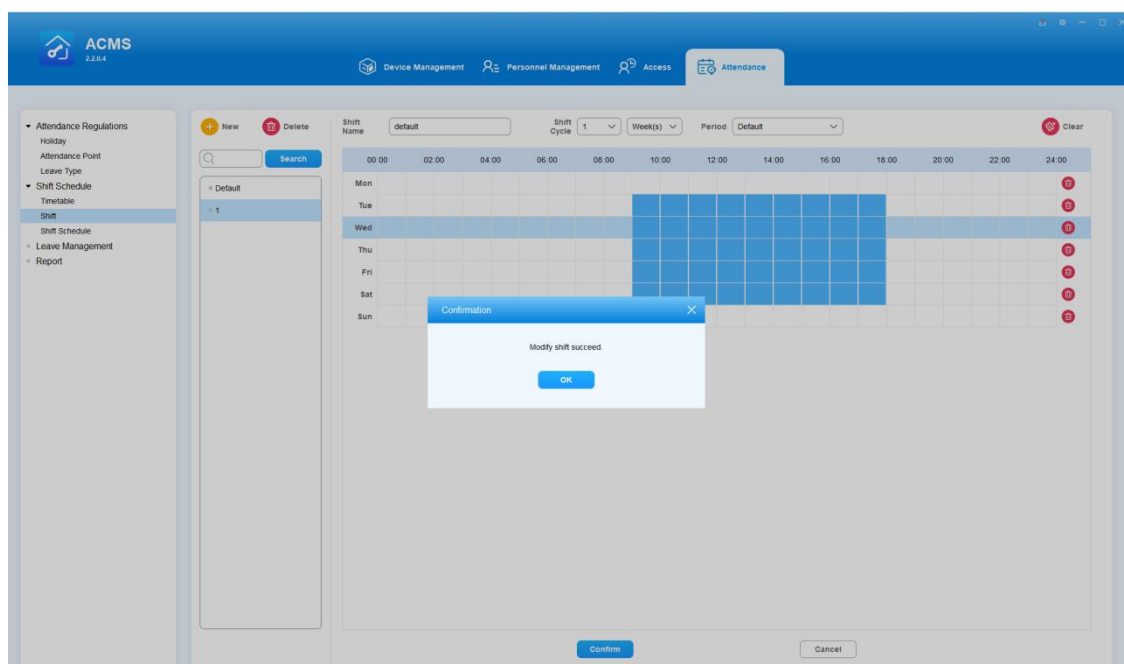 ACMS
2.2.0.4
Device Management
Personnel Management
Access
Attendance
Attendance Regulations
Holiday
Attendance Point
Leave Type
Shift Schedule
Timetable
Shift
Shift Schedule
Leave Management
Report
New
Delete
Search
Default
1
Shift Name default
Shift Cycle 1 Week(s)
Period Default
Clear
00:00 02:00 04:00 06:00 08:00 10:00 12:00 14:00 16:00 18:00 20:00 22:00 24:00
Mon
Tue
Wed
Thu
Fri
Sat
Sun
Confirmation
Modify shift succeed.
OK
Confirm
Cancel